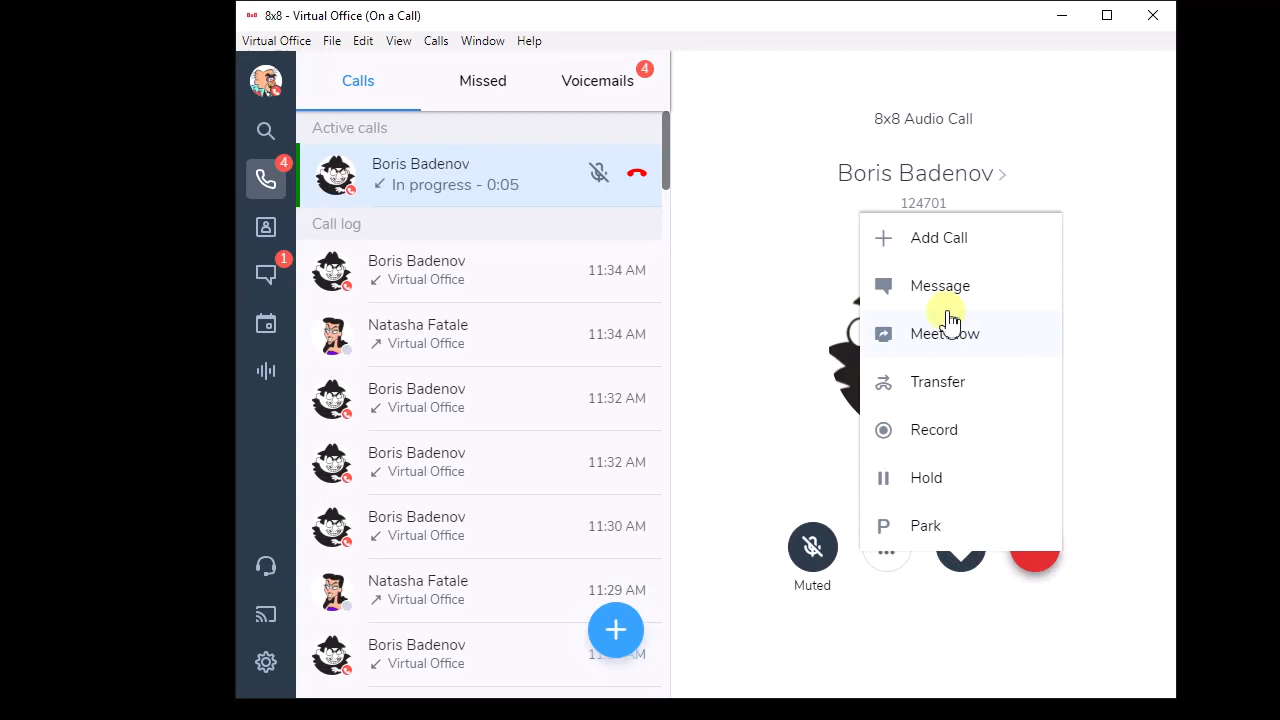 8x8 8x8 - Virtual Office (On a Call)
Virtual Office File Edit View Calls Window Help
Calls Missed Voicemails 4
Active calls
Boris Badenov
In progress - 0:05
4
Call log
1
Boris Badenov
Virtual Office
11:34 AM
Natasha Fatale
Virtual Office
11:34 AM
Boris Badenov
Virtual Office
11:32 AM
Boris Badenov
Virtual Office
11:32 AM
Boris Badenov
Virtual Office
11:30 AM
Natasha Fatale
Virtual Office
11:29 AM
Boris Badenov
Virtual Office
8x8 Audio Call
Boris Badenov >
124701
Add Call
Message
Transfer
Record
Hold
P Park
Muted